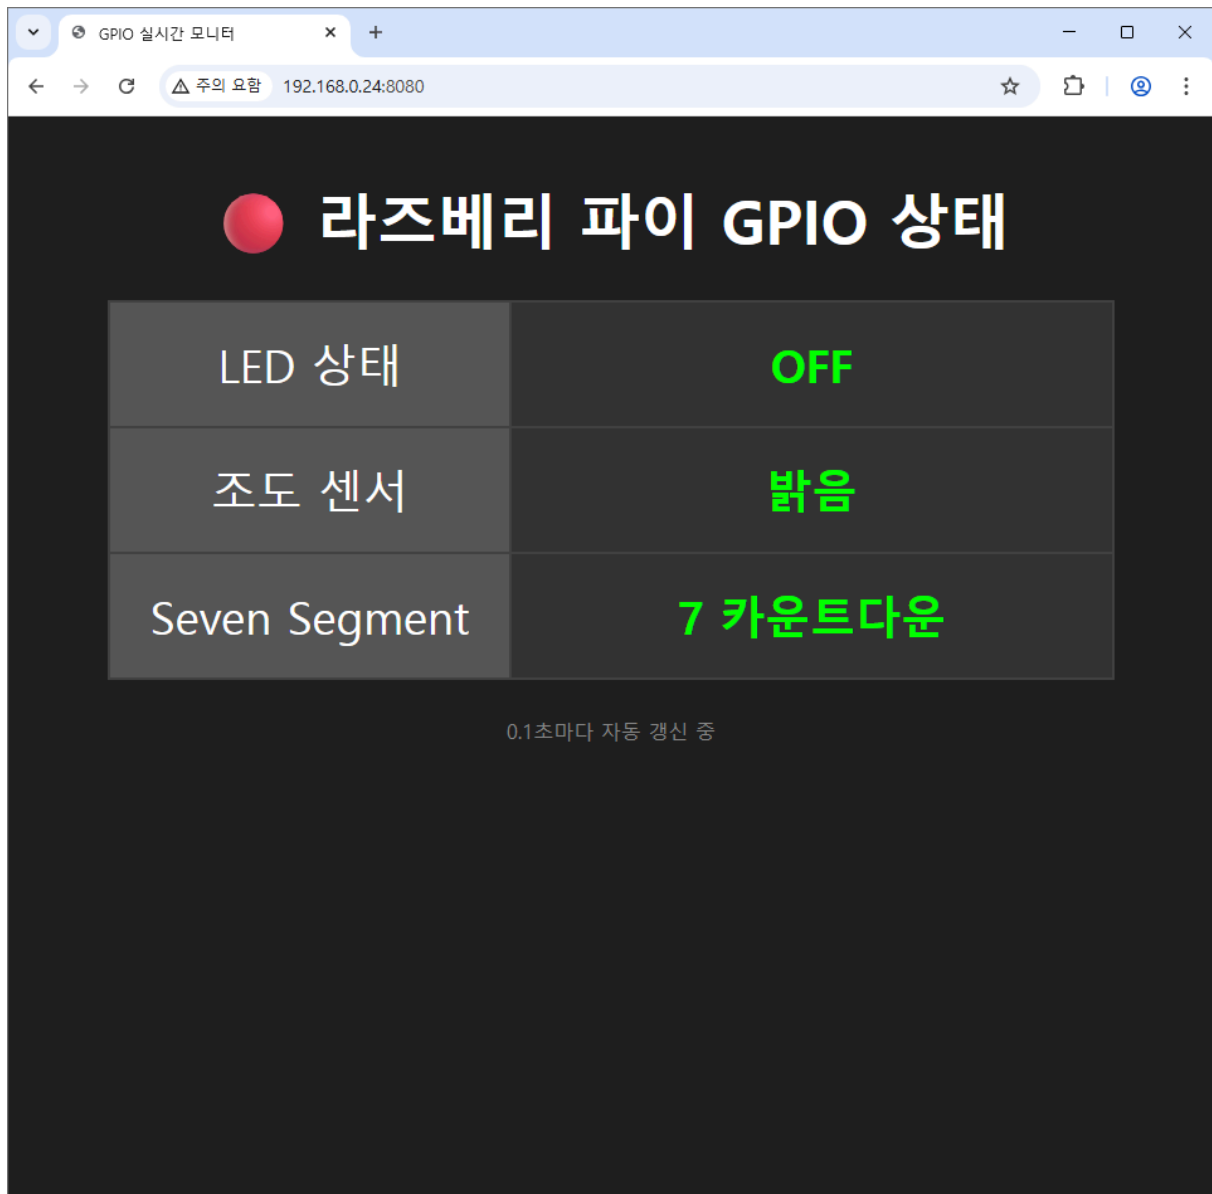 GPIO 실시간 모니터
주의 요함 192.168.0.24:8080
라즈베리 파이 GPIO 상태
LED 상태 OFF
조도 센서 밝음
Seven Segment 7 카운트다운
0.1초마다 자동 갱신 중